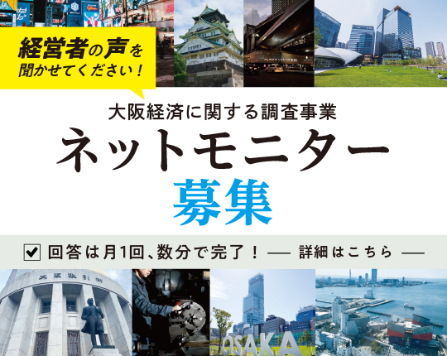 経営者の声を
聞かせてください！
大阪経済に関する調査事業
ネットモニター
募集
回答は月1回、数分で完了！ ― 詳細はこちら ―
OSAKA